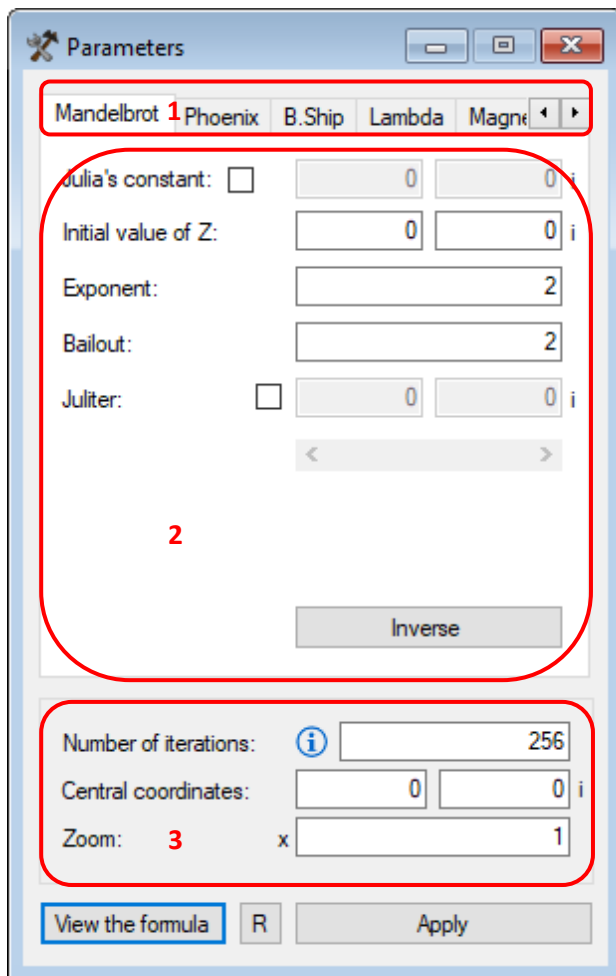 Parameters
Mandelbrot 1 Phoenix B.Ship Lambda Magne
Julia's constant: 0 0 i
Initial value of Z: 0 0 i
Exponent: 2
Bailout: 2
Juliter: 0 0 i
< >
2
Inverse
Number of iterations: i 256
Central coordinates: 0 0 i
Zoom: 3 x 1
View the formula R Apply